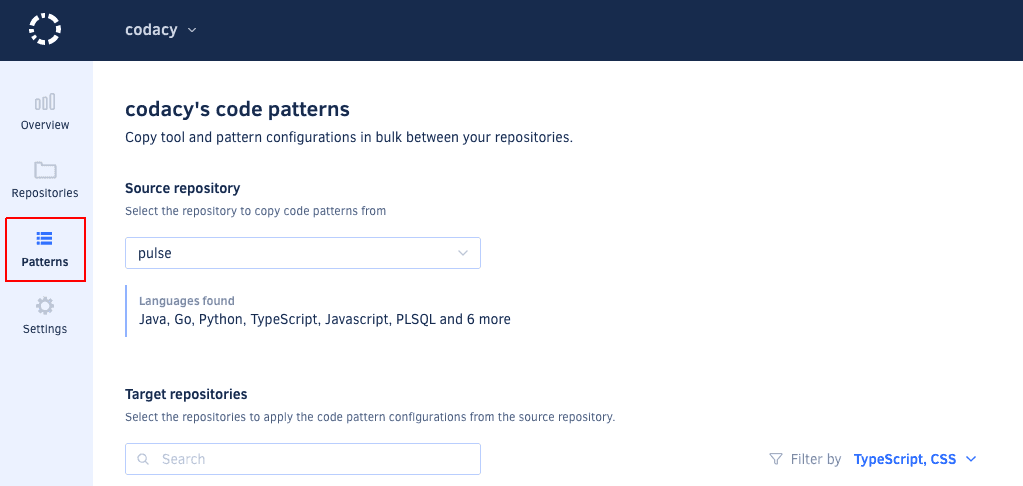 codacy
Overview
Repositories
Patterns
Settings
codacy's code patterns
Copy tool and pattern configurations in bulk between your repositories.
Source repository
Select the repository to copy code patterns from
pulse
Languages found
Java, Go, Python, TypeScript, Javascript, PLSQL and 6 more
Target repositories
Select the repositories to apply the code pattern configurations from the source repository.
Search
Filter by TypeScript, CSS